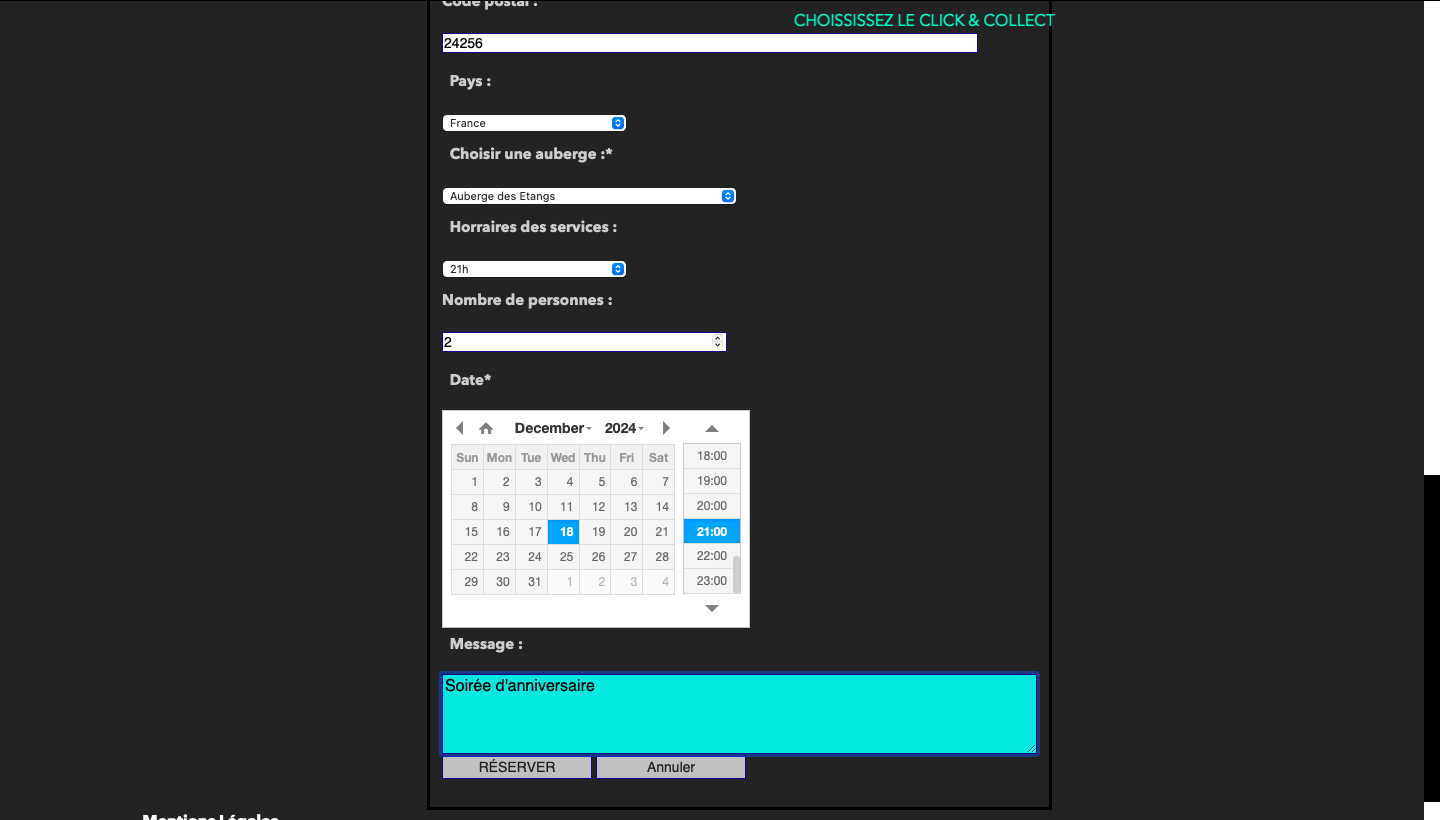 Code postal :
CHOISSISSEZ LE CLICK & COLLECT
24256
Pays :
France
Choisir une auberge :*
Auberge des Etangs
Horraires des services :
21h
Nombre de personnes :
2
Date*
December 2024
Sun Mon Tue Wed Thu Fri Sat
1 2 3 4 5 6 7
8 9 10 11 12 13 14
15 16 17 18 19 20 21
22 23 24 25 26 27 28
29 30 31 1 2 3 4
18:00
19:00
20:00
21:00
22:00
23:00
Message :
Soirée d'anniversaire
RÉSERVER Annuler
Mentions Légales